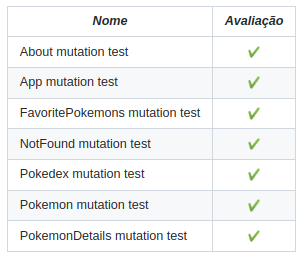 Nome Avaliação
About mutation test ✔
App mutation test ✔
FavoritePokemons mutation test ✔
NotFound mutation test ✔
Pokedex mutation test ✔
Pokemon mutation test ✔
PokemonDetails mutation test ✔